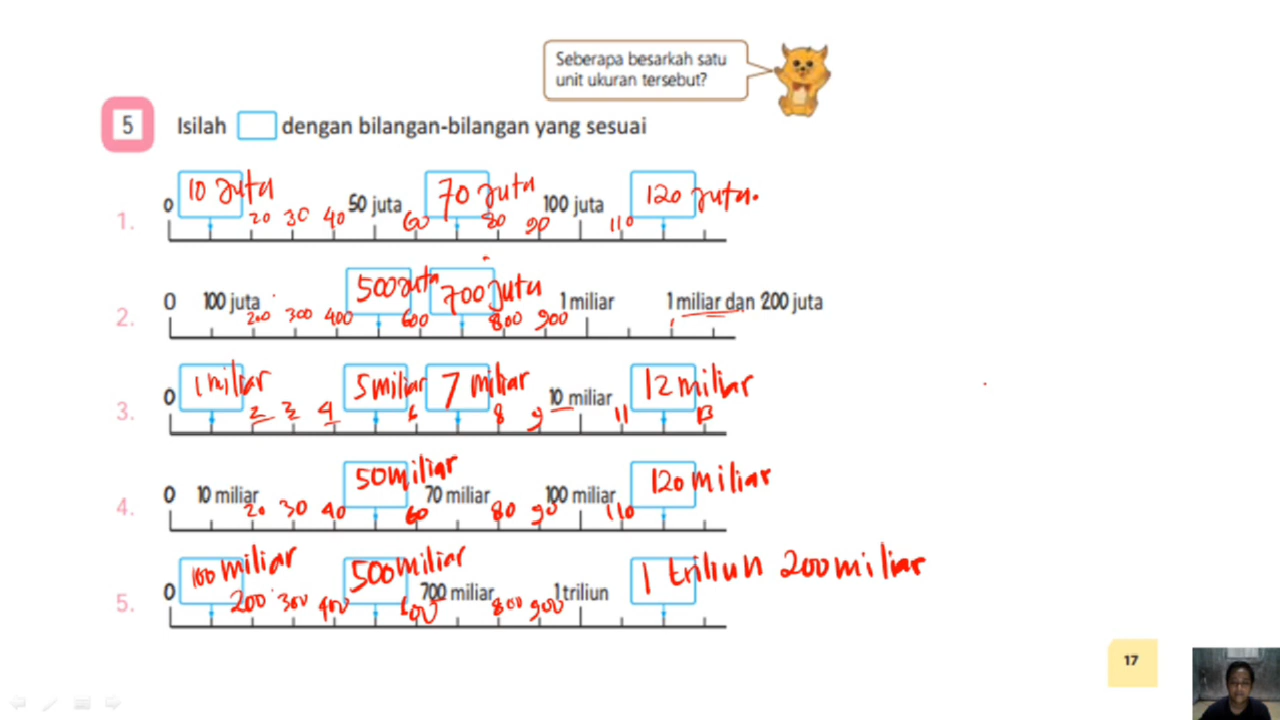 Seberapa besarkah satu
unit ukuran tersebut?
5 Isilah dengan bilangan-bilangan yang sesuai
1. 0 10 juta 20 30 40 50 juta 60 70 juta 80 90 100 juta 110 120 juta.
2. 0 100 juta 200 300 400 500 juta 600 700 juta 800 900 1 miliar 1 miliar dan 200 juta
3. 0 1 miliar 2 3 4 5 miliar 6 7 miliar 8 9 10 miliar 11 12 miliar 13
4. 0 10 miliar 20 30 40 50 miliar 60 70 miliar 80 90 100 miliar 110 120 miliar
5. 0 100 miliar 200 300 400 500 miliar 600 700 miliar 800 900 1 triliun 1 triliun 200 miliar
17